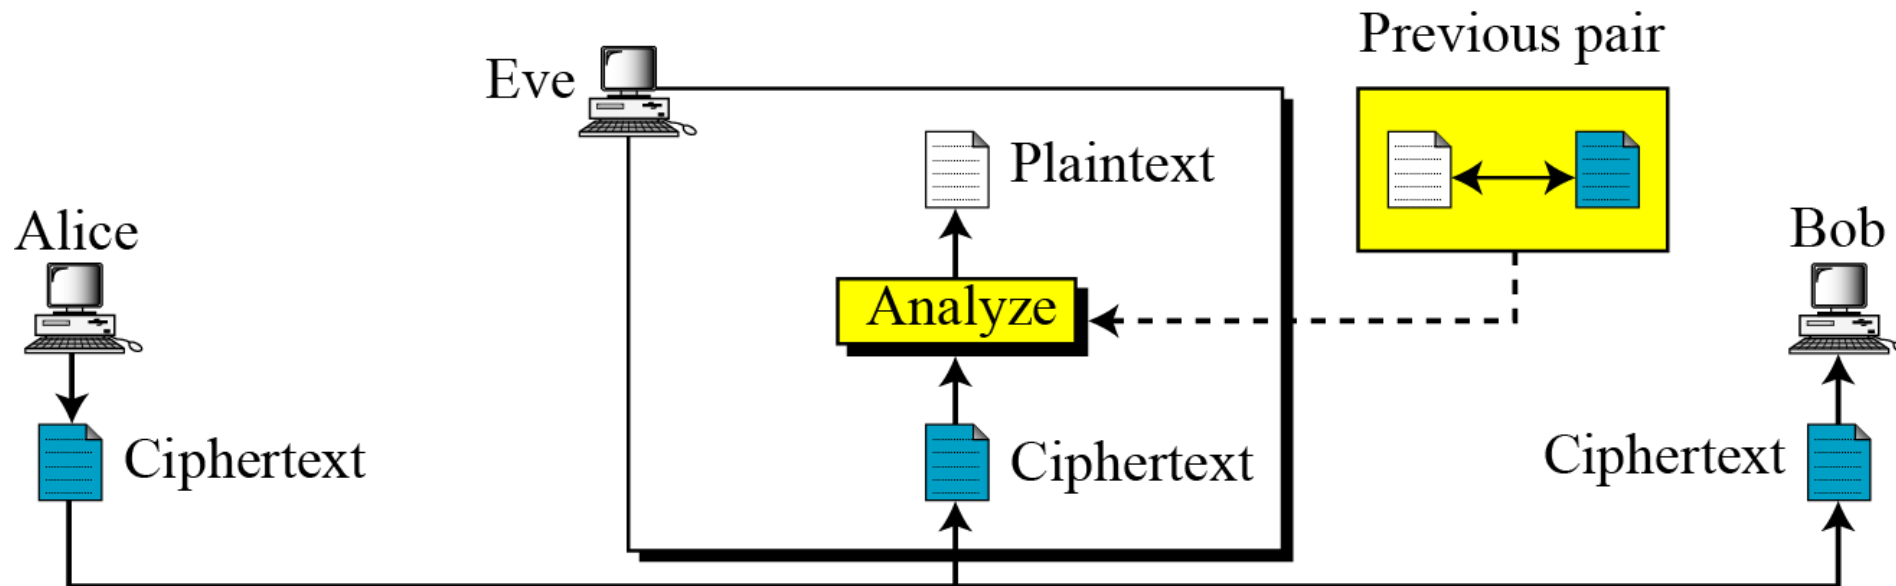 Previous pair
Eve
Plaintext
Alice
Bob
Analyze
Ciphertext
Ciphertext
Ciphertext